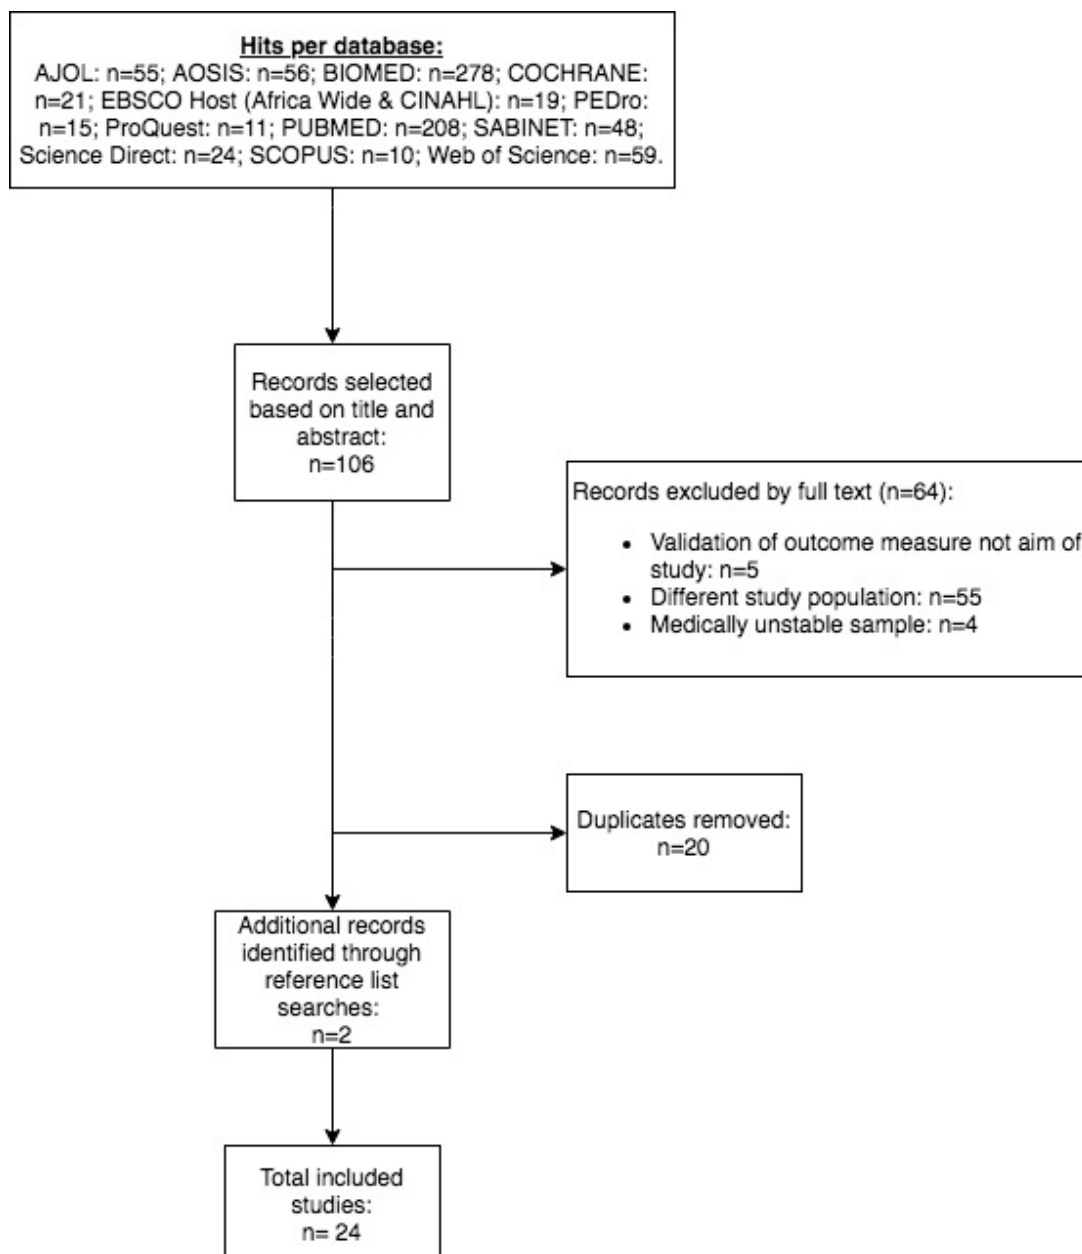 Hits per database:
AJOL: n=55; AOSIS: n=56; BIOMED: n=278; COCHRANE:
n=21; EBSCO Host (Africa Wide & CINAHL): n=19; PEDro:
n=15; ProQuest: n=11; PUBMED: n=208; SABINET: n=48;
Science Direct: n=24; SCOPUS: n=10; Web of Science: n=59.
Records selected
based on title and
abstract:
n=106
Records excluded by full text (n=64):
• Validation of outcome measure not aim of
study: n=5
• Different study population: n=55
• Medically unstable sample: n=4
Duplicates removed:
n=20
Additional records
identified through
reference list
searches:
n=2
Total included
studies:
n= 24